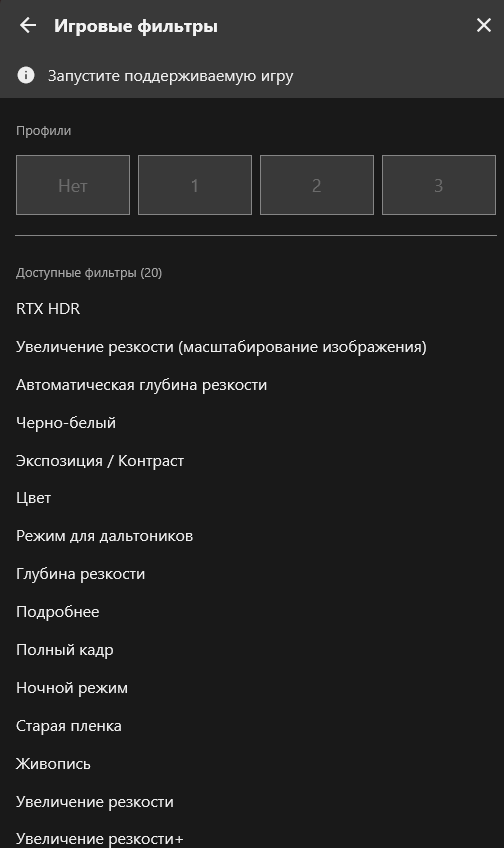 Игровые фильтры
Запустите поддерживаемую игру
Профили
Нет 1 2 3
Доступные фильтры (20)
RTX HDR
Увеличение резкости (масштабирование изображения)
Автоматическая глубина резкости
Черно-белый
Экспозиция / Контраст
Цвет
Режим для дальтоников
Глубина резкости
Подробнее
Полный кадр
Ночной режим
Старая пленка
Живопись
Увеличение резкости
Увеличение резкости+